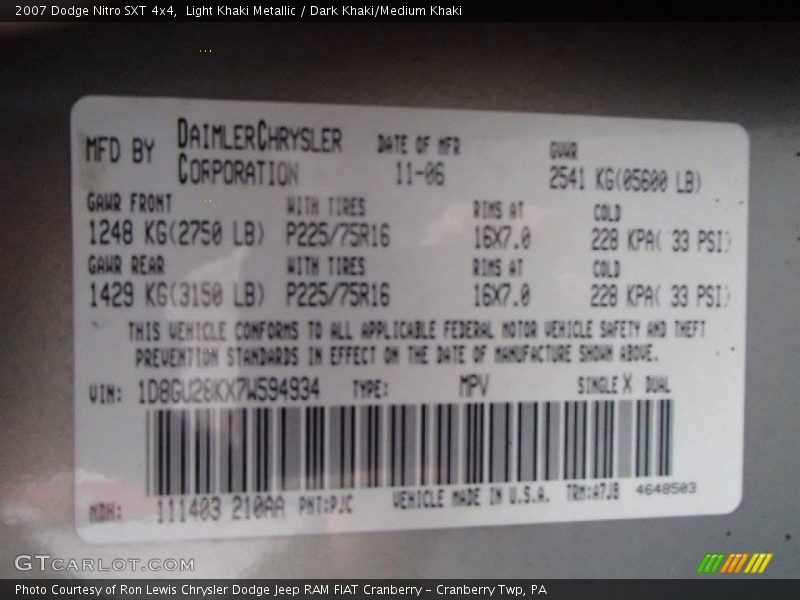 2007 Dodge Nitro SXT 4x4, Light Khaki Metallic / Dark Khaki/Medium Khaki
MFD BY DAIMLERCHRYSLER CORPORATION DATE OF MFR 11-06 GVWR 2541 KG(05600 LB)
GAWR FRONT WITH TIRES RIMS AT COLD
1248 KG(2750 LB) P225/75R16 16X7.0 228 KPA( 33 PSI)
GAWR REAR WITH TIRES RIMS AT COLD
1429 KG(3150 LB) P225/75R16 16X7.0 228 KPA( 33 PSI)
THIS VEHICLE CONFORMS TO ALL APPLICABLE FEDERAL MOTOR VEHICLE SAFETY AND THEFT
PREVENTION STANDARDS IN EFFECT ON THE DATE OF MANUFACTURE SHOWN ABOVE.
VIN: 1D8GU28KX7W594934 TYPE: MPV SINGLE X DUAL
MDH: 111403 210AA PNT:PJC VEHICLE MADE IN U.S.A. TRM:A7J8 4648503
GTCarLot.com
Photo Courtesy of Ron Lewis Chrysler Dodge Jeep RAM FIAT Cranberry – Cranberry Twp, PA